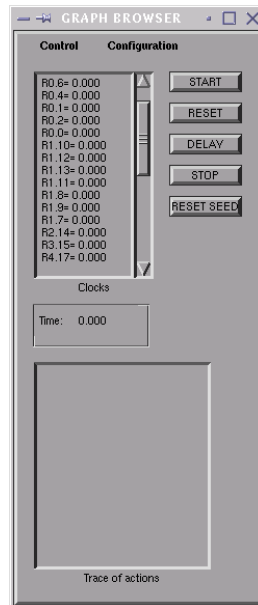 GRAPH BROWSER
Control Configuration
R0.6= 0.000
R0.4= 0.000
R0.1= 0.000
R0.2= 0.000
R0.0= 0.000
R1.10= 0.000
R1.12= 0.000
R1.13= 0.000
R1.11= 0.000
R1.8= 0.000
R1.9= 0.000
R1.7= 0.000
R2.14= 0.000
R3.15= 0.000
R4.17= 0.000
START
RESET
DELAY
STOP
RESET SEED
Clocks
Time: 0.000
Trace of actions